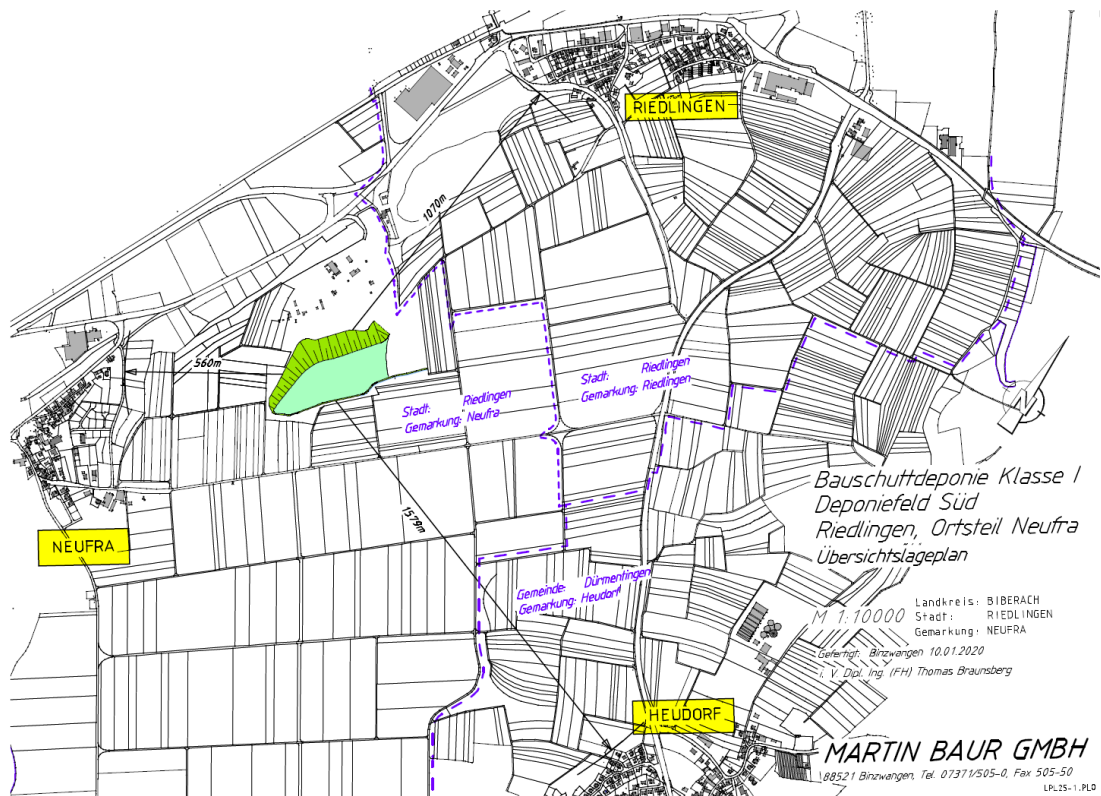 RIEDLINGEN
1070m
560m
Stadt: Riedlingen
Gemarkung: Riedlingen
Stadt: Riedlingen
Gemarkung: Neufra
1579m
NEUFRA
Bauschuttdeponie Klasse I
Deponiefeld Süd
Riedlingen, Ortsteil Neufra
Übersichtslageplan
Gemeinde: Dürmentingen
Gemarkung: Heudorf
M 1:10000
Landkreis: BIBERACH
Stadt: RIEDLINGEN
Gemarkung: NEUFRA
Gefertigt: Binzwangen 10.01.2020
i. V. Dipl. Ing. (FH) Thomas Braunsberg
HEUDORF
MARTIN BAUR GMBH
88521 Binzwangen, Tel. 07371/505-0, Fax 505-50
LPL25-1.PLO